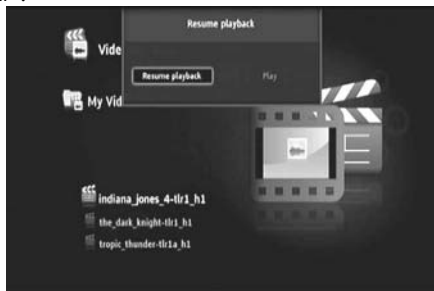 Resume playback
Vide
Resume playback Play
My Vid
indiana_jones_4-tlr1_h1
the_dark_knight-tlr1_h1
tropic_thunder-tlr1a_h1